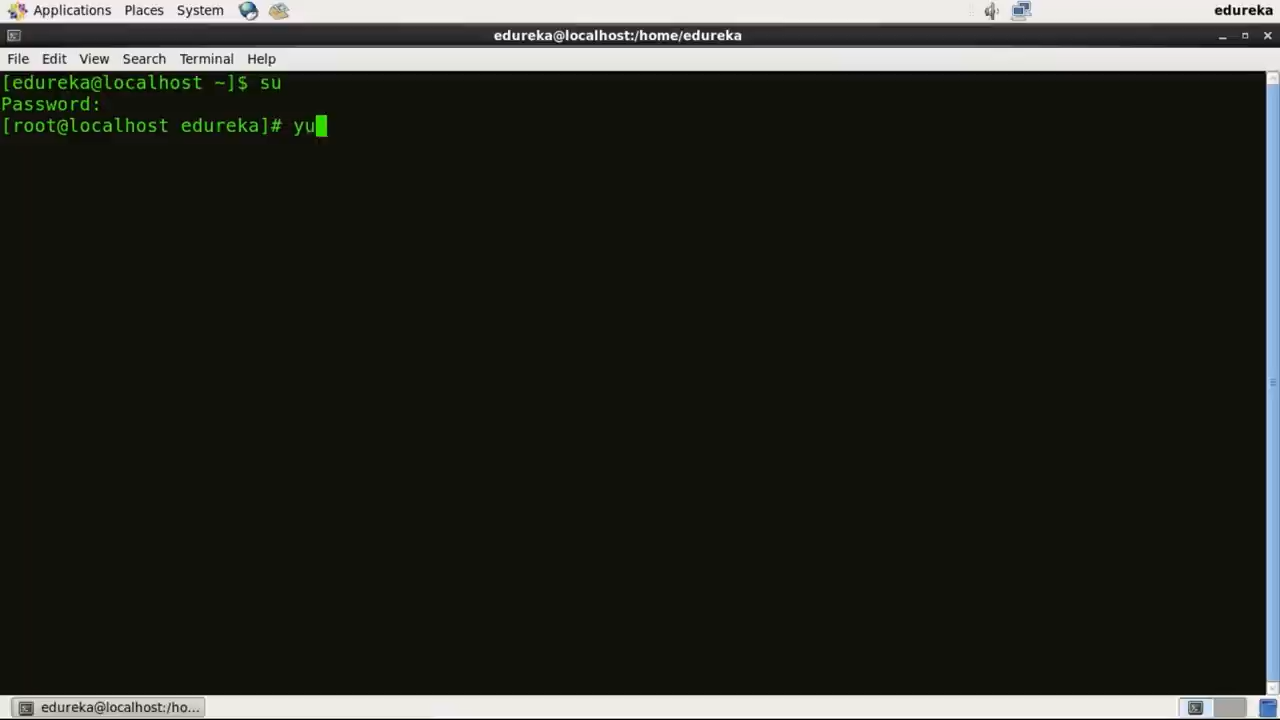 Applications Places System edureka
edureka@localhost:/home/edureka
File Edit View Search Terminal Help
[edureka@localhost ~]$ su
Password:
[root@localhost edureka]# yu
edureka@localhost:/ho...